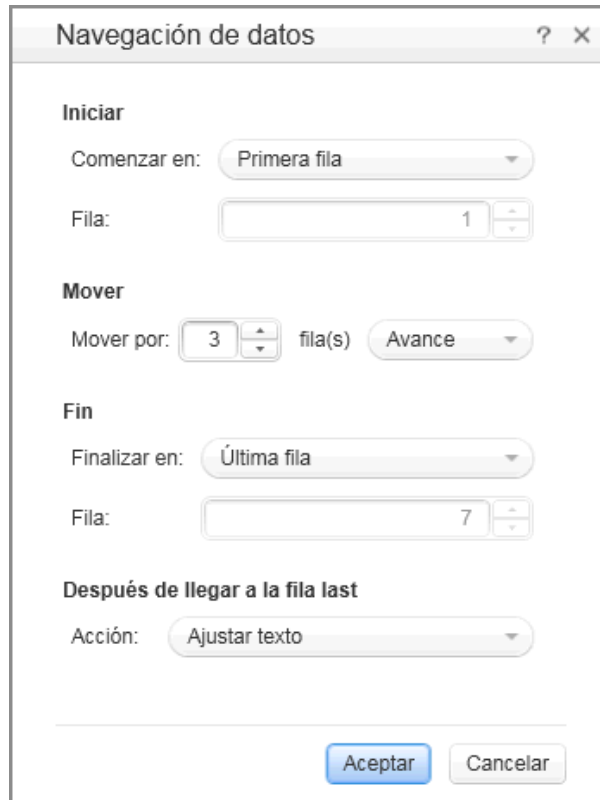 Navegación de datos ? ×
Iniciar
Comenzar en: Primera fila
Fila: 1
Mover
Mover por: 3 fila(s) Avance
Fin
Finalizar en: Última fila
Fila: 7
Después de llegar a la fila last
Acción: Ajustar texto
Aceptar Cancelar